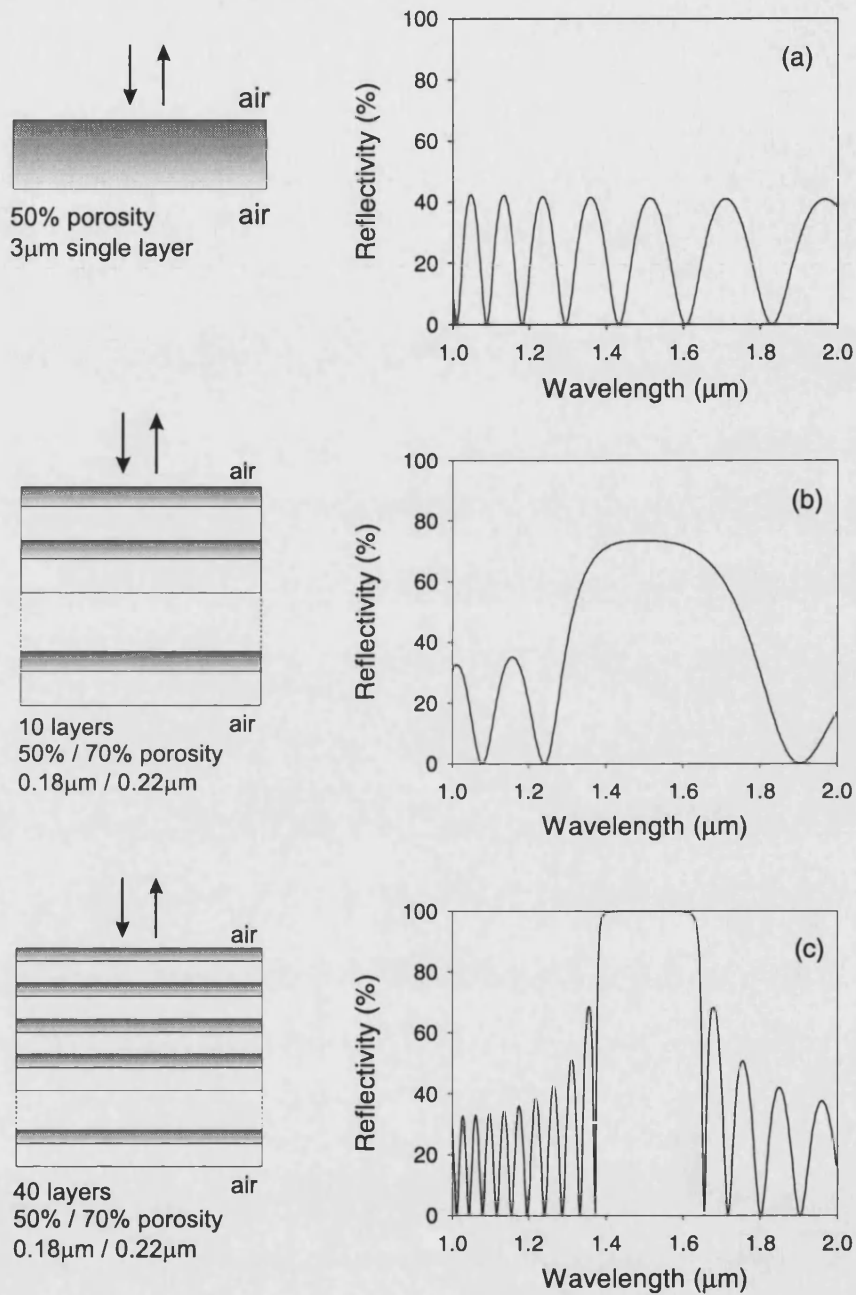 air
50% porosity
air
3μm single layer
(a)
Reflectivity (%)
100
80
60
40
20
0
1.0 1.2 1.4 1.6 1.8 2.0
Wavelength (μm)
air
10 layers
air
50% / 70% porosity
0.18μm / 0.22μm
(b)
Reflectivity (%)
100
80
60
40
20
0
1.0 1.2 1.4 1.6 1.8 2.0
Wavelength (μm)
air
air
40 layers
50% / 70% porosity
0.18μm / 0.22μm
(c)
Reflectivity (%)
100
80
60
40
20
0
1.0 1.2 1.4 1.6 1.8 2.0
Wavelength (μm)